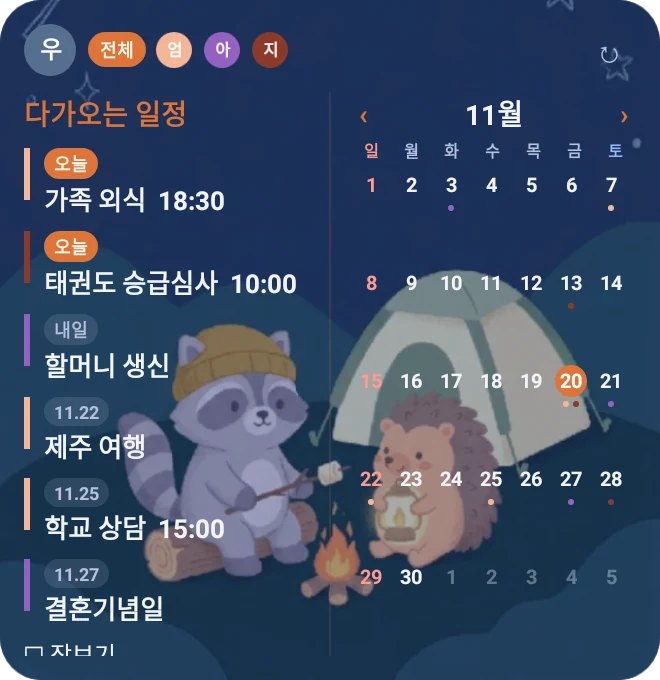 우 전체 엄 아 지 ↻
다가오는 일정
오늘
가족 외식 18:30
오늘
태권도 승급심사 10:00
내일
할머니 생신
11.22
제주 여행
11.25
학교 상담 15:00
11.27
결혼기념일
장보기
‹ 11월 ›
일 월 화 수 목 금 토
1 2 3 4 5 6 7
8 9 10 11 12 13 14
15 16 17 18 19 20 21
22 23 24 25 26 27 28
29 30 1 2 3 4 5